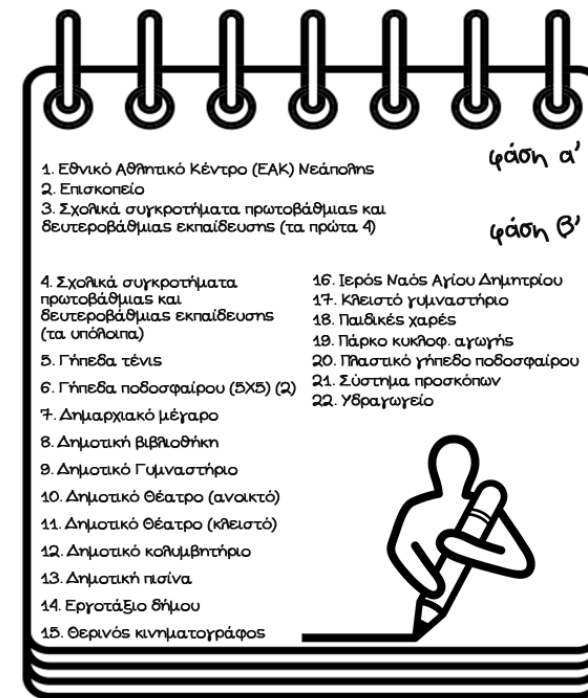 φάση α'
1. Εθνικό Αθλητικό Κέντρο (ΕΑΚ) Νεάπολης
2. Επισκοπείο
3. Σχολικά συγκροτήματα πρωτοβάθμιας και
δευτεροβάθμιας εκπαίδευσης (τα πρώτα 4)
φάση β'
4. Σχολικά συγκροτήματα
πρωτοβάθμιας και
δευτεροβάθμιας εκπαίδευσης
(τα υπόλοιπα)
5. Γήπεδα τένις
6. Γήπεδα ποδοσφαίρου (5Χ5) (2)
7. Δημαρχιακό μέγαρο
8. Δημοτική βιβλιοθήκη
9. Δημοτικό Γυμναστήριο
10. Δημοτικό Θέατρο (ανοικτό)
11. Δημοτικό Θέατρο (κλειστό)
12. Δημοτικό κολυμβητήριο
13. Δημοτική πισίνα
14. Εργοτάξιο δήμου
15. Θερινός κινηματογράφος
16. Ιερός Ναός Αγίου Δημητρίου
17. Κλειστό γυμναστήριο
18. Παιδικές χαρές
19. Πάρκο κυκλοφ. αγωγής
20. Πλαστικό γήπεδο ποδοσφαίρου
21. Σύστημα προσκόπων
22. Υδραγωγείο